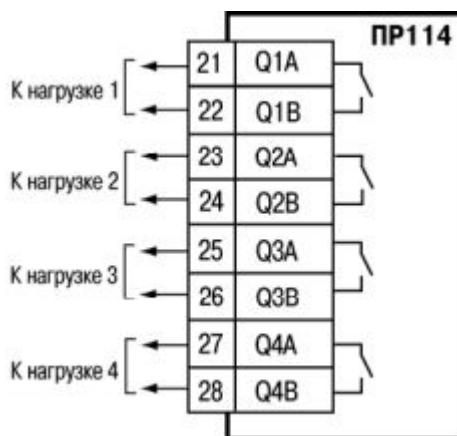 ПР114
21 Q1A
К нагрузке 1
22 Q1B
23 Q2A
К нагрузке 2
24 Q2B
25 Q3A
К нагрузке 3
26 Q3B
27 Q4A
К нагрузке 4
28 Q4B